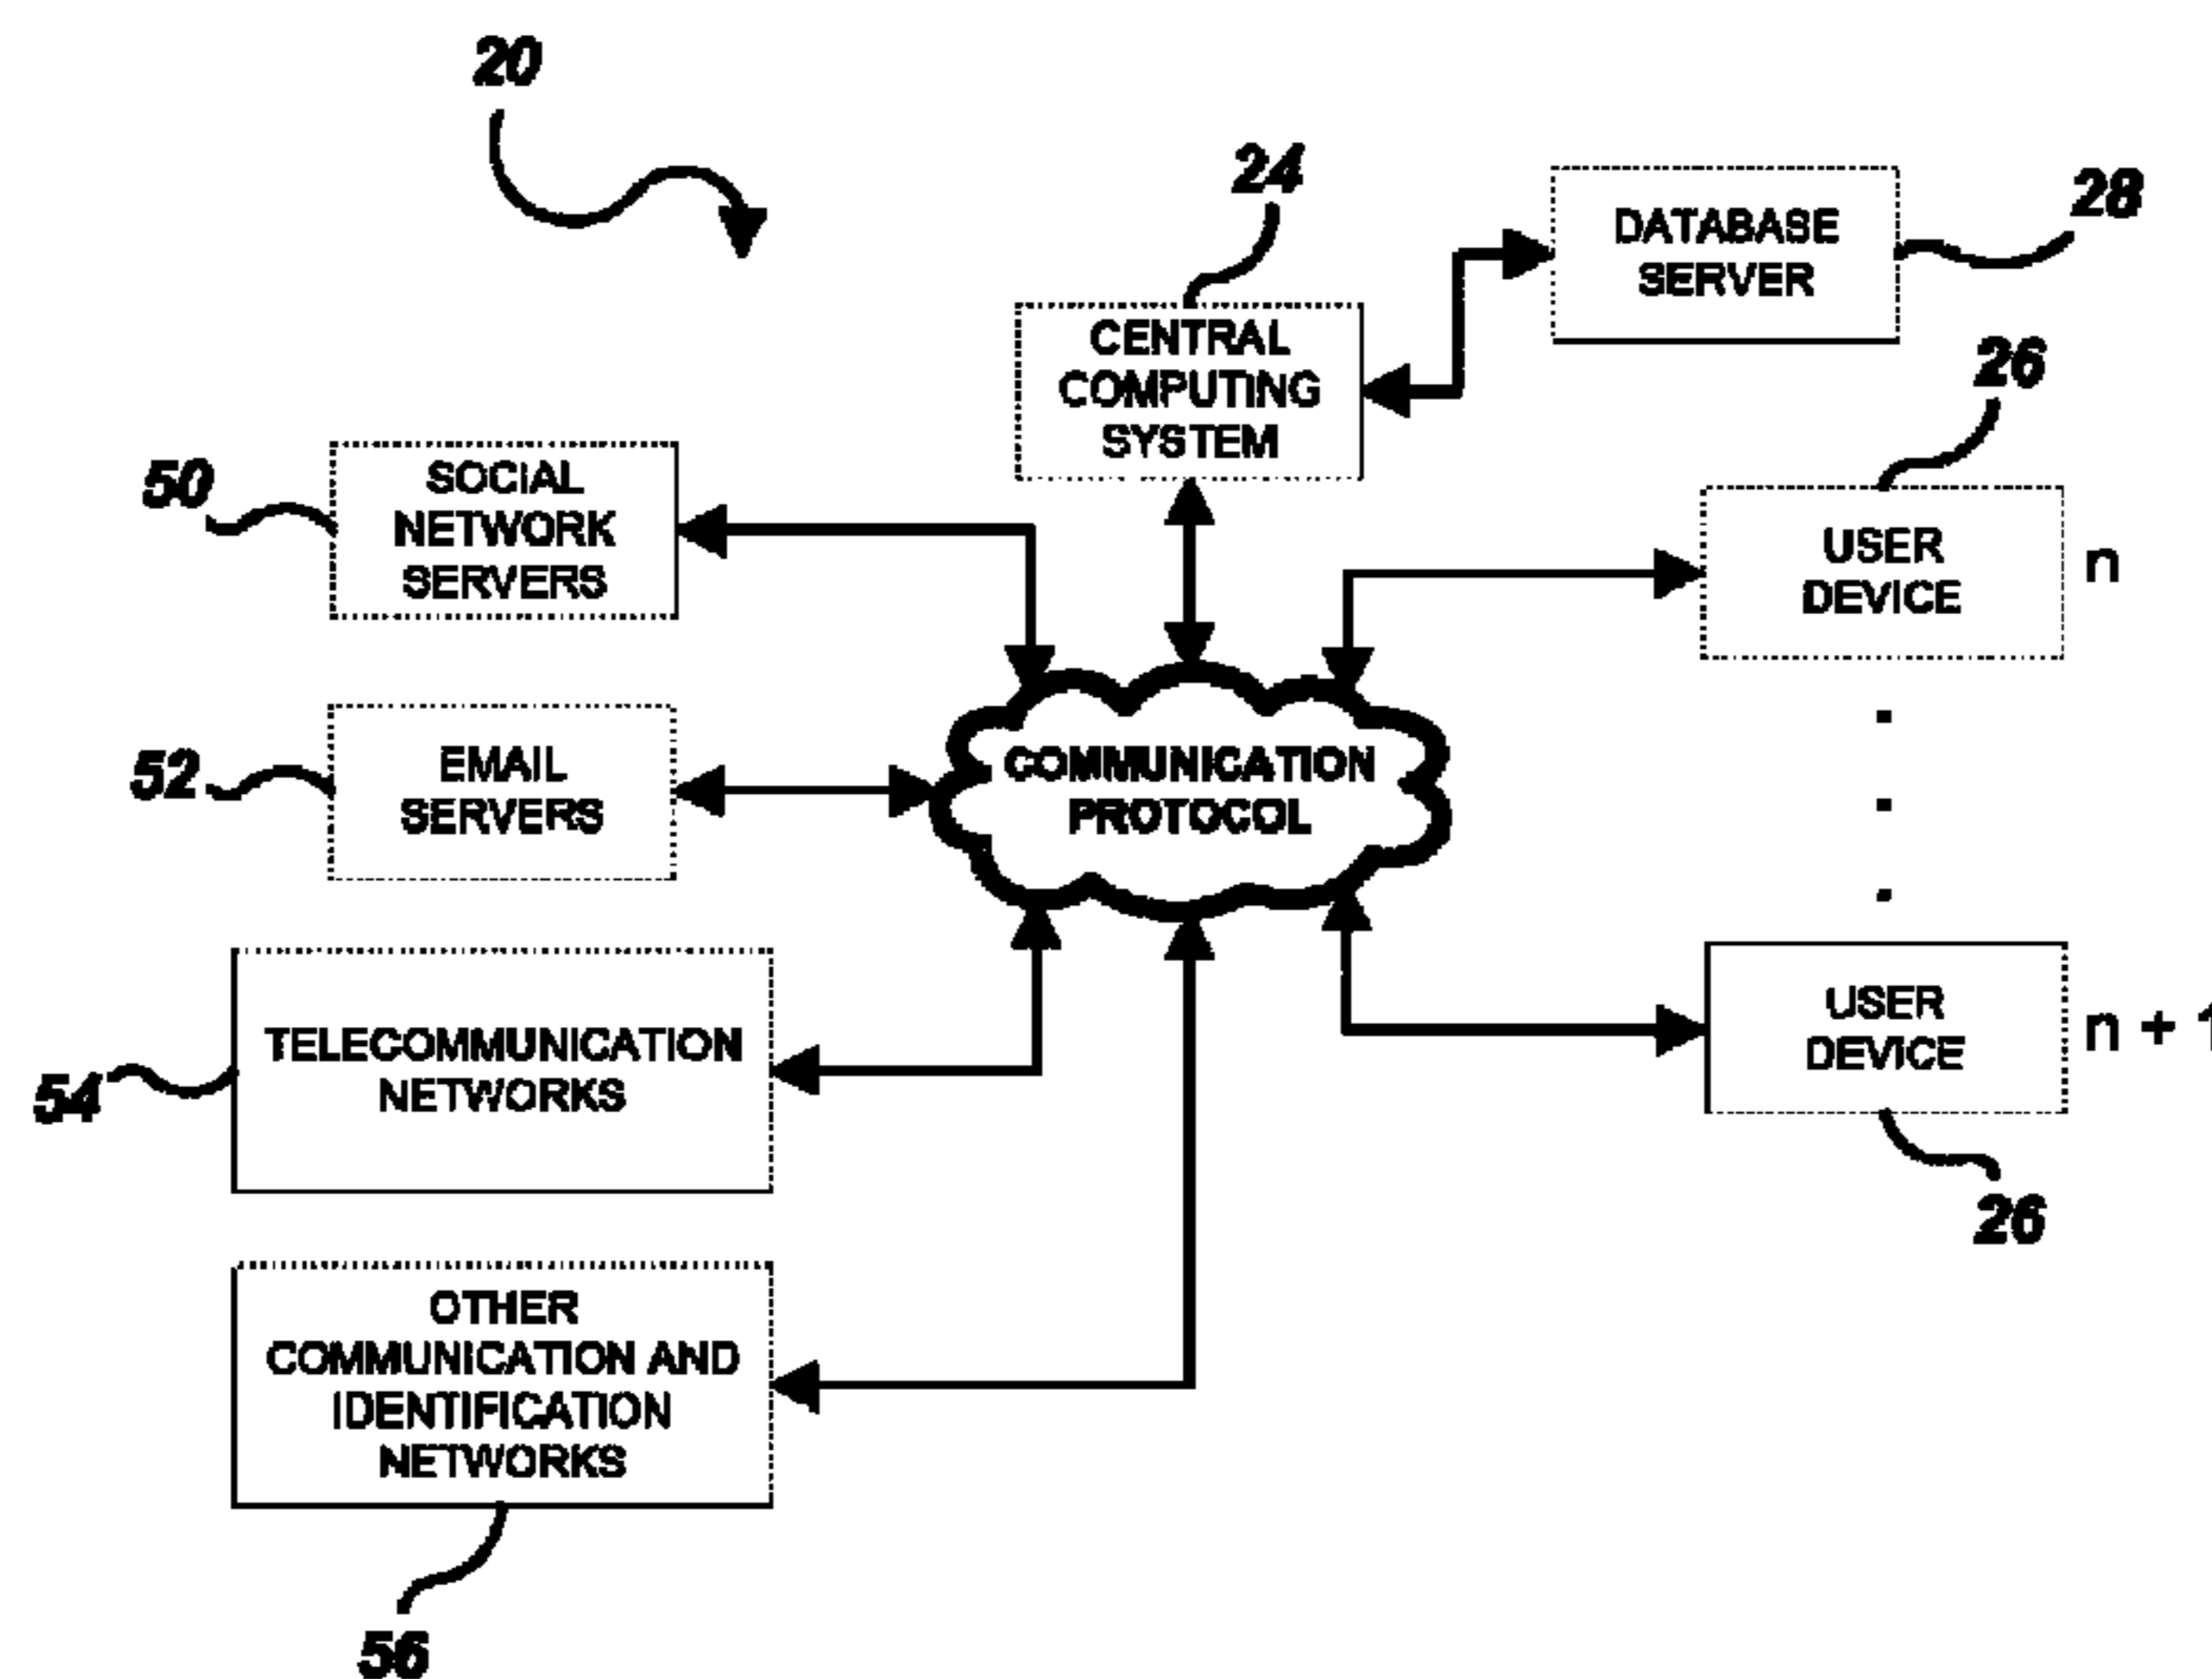 20
24
DATABASE
SERVER
28
CENTRAL
COMPUTING
SYSTEM
26
50
SOCIAL
NETWORK
SERVERS
USER
DEVICE
n
52
EMAIL
SERVERS
COMMUNICATION
PROTOCOL
54
TELECOMMUNICATION
NETWORKS
USER
DEVICE
n + 1
26
OTHER
COMMUNICATION AND
IDENTIFICATION
NETWORKS
56